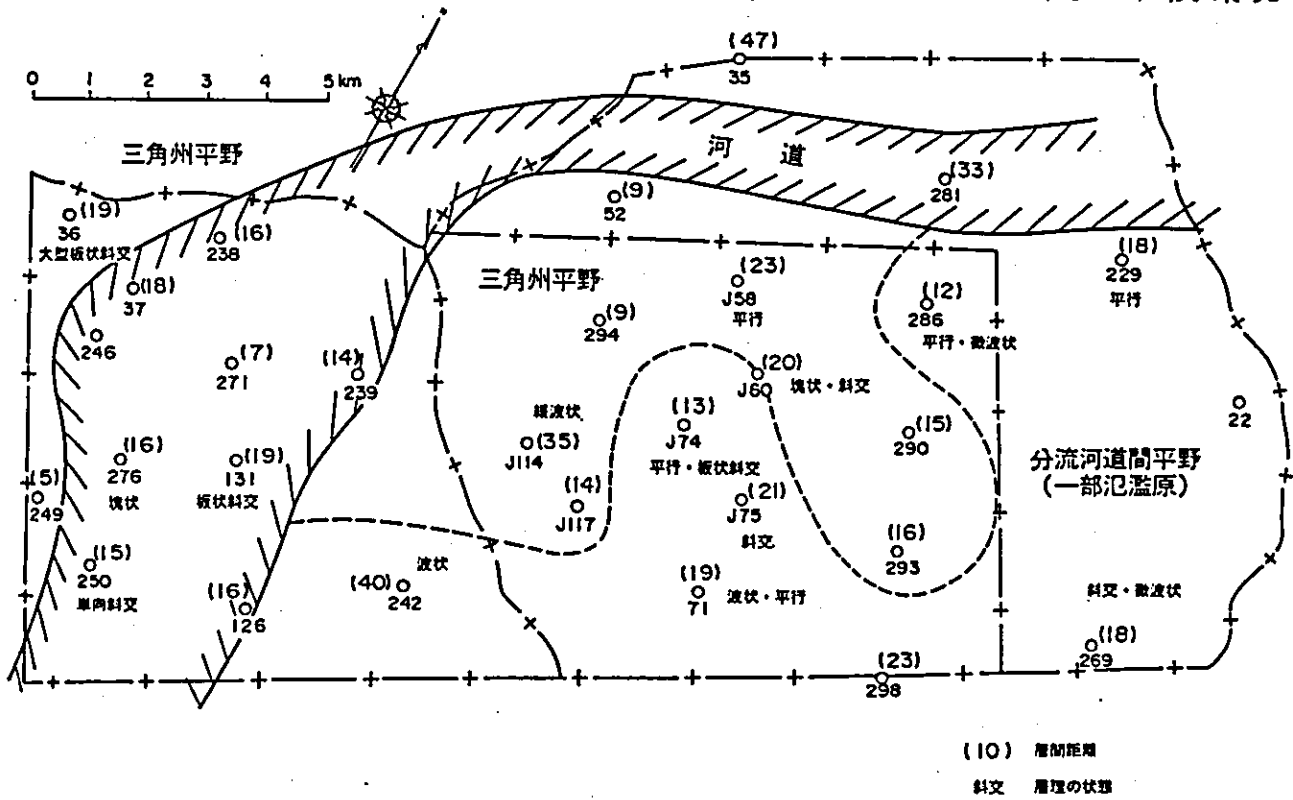 (47)
35
0 1 2 3 4 5 km
三角州平野
河道
(33)
281
(9)
52
(19)
36
大型板状斜交
(16)
238
(18)
37
246
三角州平野
(23)
J58
平行
(18)
229
平行
(12)
286
平行・微波状
(9)
294
(7)
271
(14)
239
(20)
J60
塊状・斜交
(13)
J74
平行・板状斜交
緩波状
(35)
J114
(15)
290
22
分流河道間平野
(一部氾濫原)
(16)
276
塊状
(19)
131
板状斜交
(5)
249
(14)
J117
(21)
J75
斜交
(16)
293
(15)
250
単向斜交
(16)
126
波状
(40)
242
(19)
71
波状・平行
斜交・微波状
(18)
269
(23)
298
(10) 層間距離
斜交 層理の状態